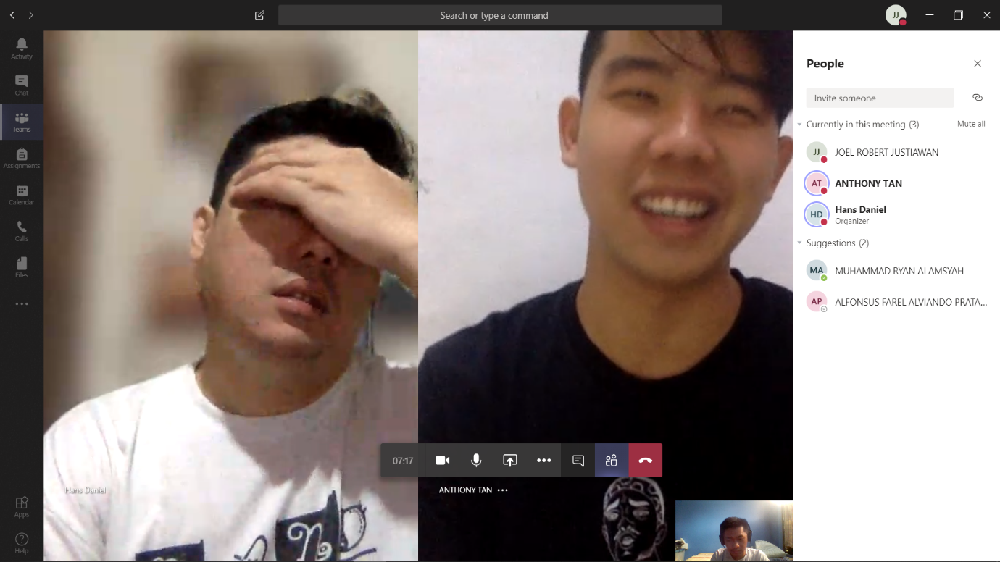 Search or type a command
JJ
Activity
Chat
Teams
Assignments
Calendar
Calls
Files
Apps
Help
07:17
Hans Daniel
ANTHONY TAN
People
Invite someone
Currently in this meeting (3)
Mute all
JJ
JOEL ROBERT JUSTIAWAN
AT
ANTHONY TAN
HD
Hans Daniel
Organizer
Suggestions (2)
MA
MUHAMMAD RYAN ALAMSYAH
AP
ALFONSUS FAREL ALVIANDO PRATA...